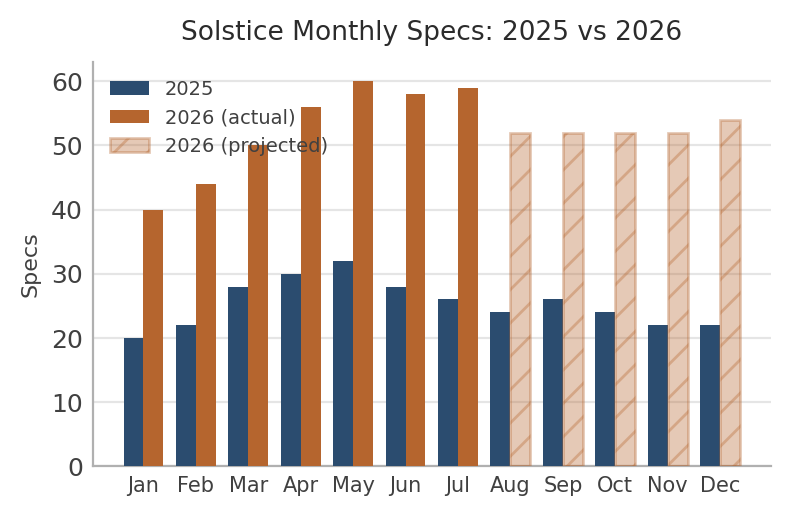 Solstice Monthly Specs: 2025 vs 2026
2025
2026 (actual)
2026 (projected)
Specs
60
50
40
30
20
10
0
Jan Feb Mar Apr May Jun Jul Aug Sep Oct Nov Dec